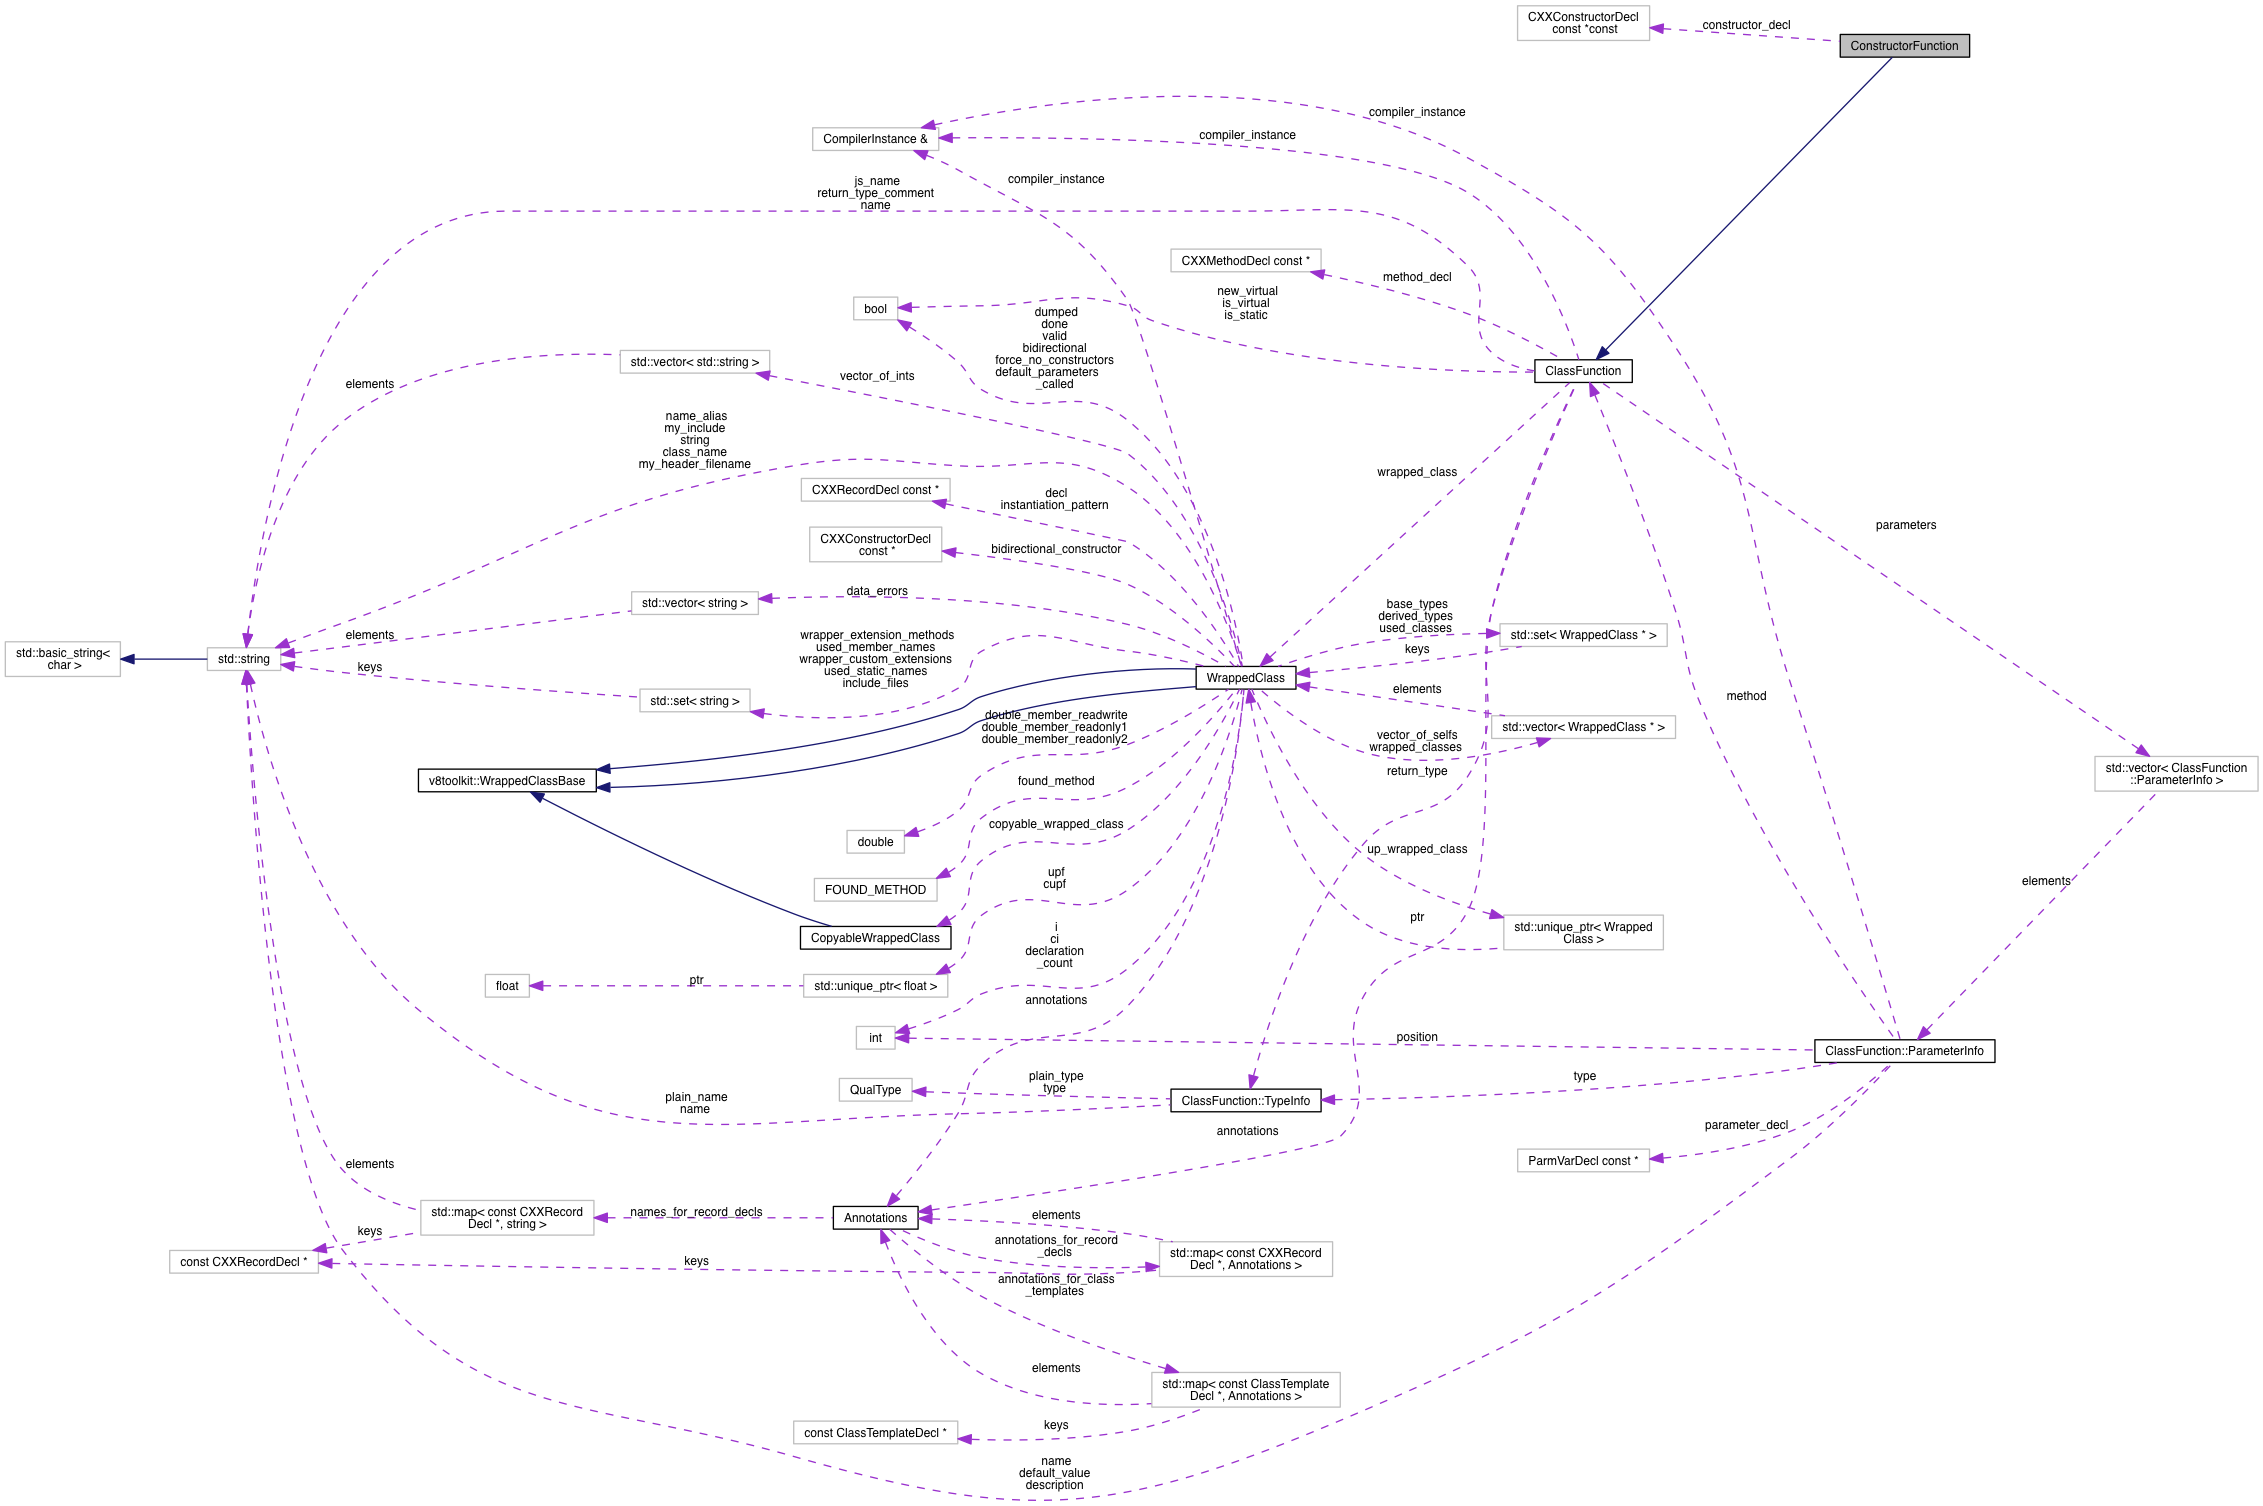 CXXConstructorDecl
const *const
constructor_decl
ConstructorFunction
compiler_instance
CompilerInstance &
compiler_instance
compiler_instance
js_name
return_type_comment
name
CXXMethodDecl const *
method_decl
bool
new_virtual
is_virtual
is_static
dumped
done
valid
bidirectional
force_no_constructors
default_parameters
_called
std::vector< std::string >
vector_of_ints
elements
ClassFunction
name_alias
my_include
string
class_name
my_header_filename
wrapped_class
CXXRecordDecl const *
decl
instantiation_pattern
parameters
CXXConstructorDecl
const *
bidirectional_constructor
std::vector< string >
data_errors
elements
base_types
derived_types
used_classes
std::set< WrappedClass * >
keys
std::basic_string<
char >
std::string
keys
wrapper_extension_methods
used_member_names
wrapper_custom_extensions
used_static_names
include_files
std::set< string >
WrappedClass
elements
method
double_member_readwrite
double_member_readonly1
double_member_readonly2
std::vector< WrappedClass * >
vector_of_selfs
wrapped_classes
return_type
v8toolkit::WrappedClassBase
found_method
std::vector< ClassFunction
::ParameterInfo >
double
copyable_wrapped_class
up_wrapped_class
FOUND_METHOD
upf
cupf
elements
ptr
std::unique_ptr< Wrapped
Class >
CopyableWrappedClass
i
ci
declaration
_count
float
ptr
std::unique_ptr< float >
annotations
int
position
ClassFunction::ParameterInfo
QualType
plain_type
type
ClassFunction::TypeInfo
type
plain_name
name
annotations
parameter_decl
ParmVarDecl const *
elements
std::map< const CXXRecord
Decl *, string >
names_for_record_decls
Annotations
elements
keys
const CXXRecordDecl *
keys
annotations_for_record
_decls
std::map< const CXXRecord
Decl *, Annotations >
annotations_for_class
_templates
elements
std::map< const ClassTemplate
Decl *, Annotations >
const ClassTemplateDecl *
keys
name
default_value
description